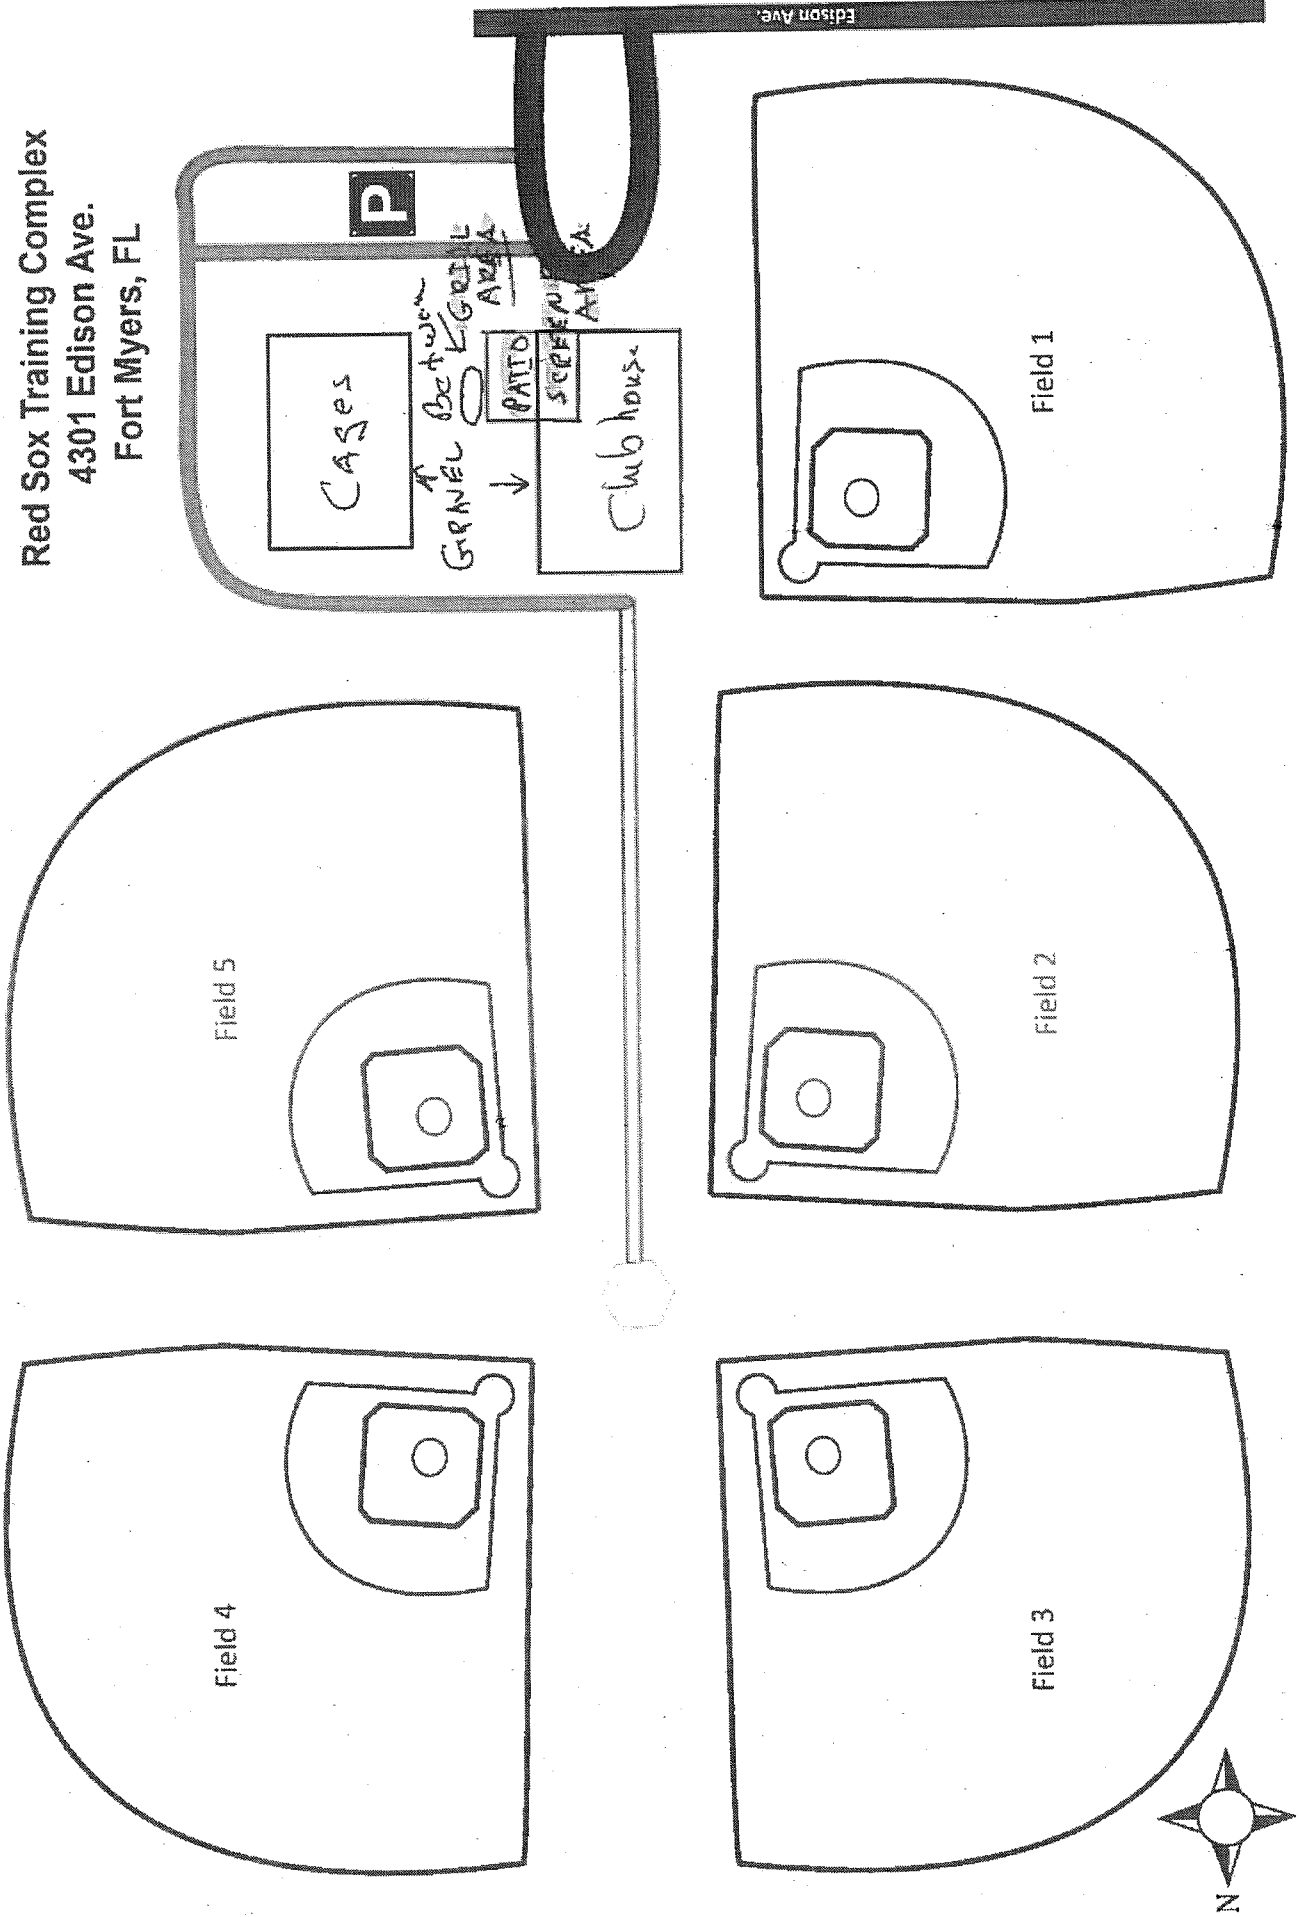 Red Sox Training Complex
4301 Edison Ave.
Fort Myers, FL
Edison Ave.
P
Cages
GRAVEL Between
GRILL
AREA
PATIO
SCREEN
Clubhouse
Field 1
Field 5
Field 2
Field 4
Field 3
N